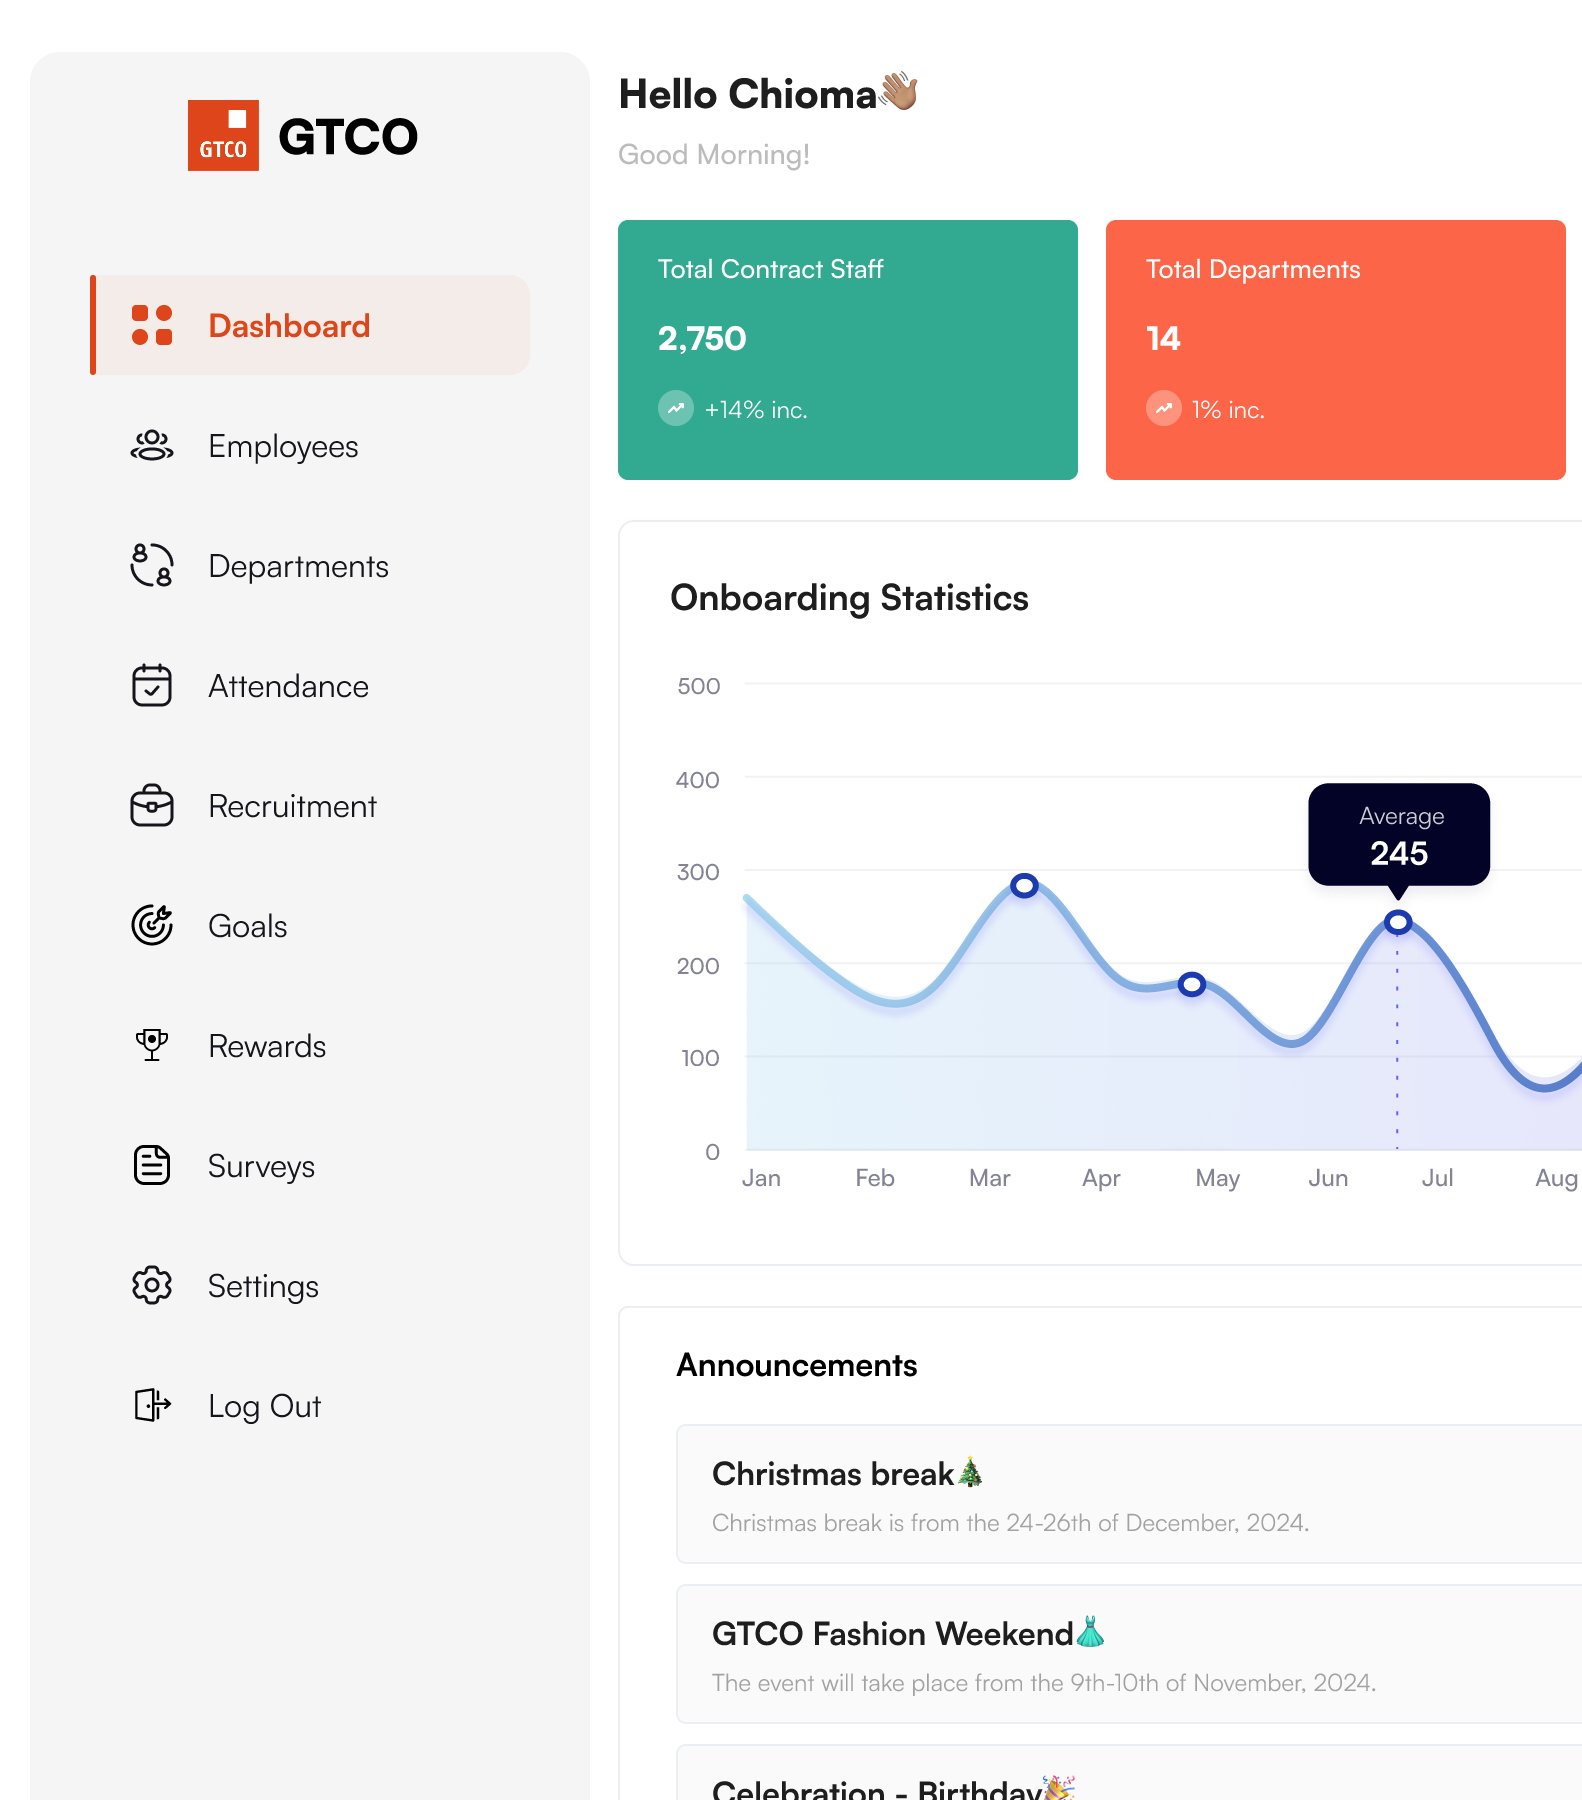 GTCO
GTCO
Dashboard
Employees
Departments
Attendance
Recruitment
Goals
Rewards
Surveys
Settings
Log Out
Hello Chioma👋🏽
Good Morning!
Total Contract Staff
2,750
+14% inc.
Total Departments
14
1% inc.
Onboarding Statistics
500
400
300
200
100
0
Average
245
Jan
Feb
Mar
Apr
May
Jun
Jul
Aug
Announcements
Christmas break🎄
Christmas break is from the 24-26th of December, 2024.
GTCO Fashion Weekend👗
The event will take place from the 9th-10th of November, 2024.
Celebration - Birthday🎉